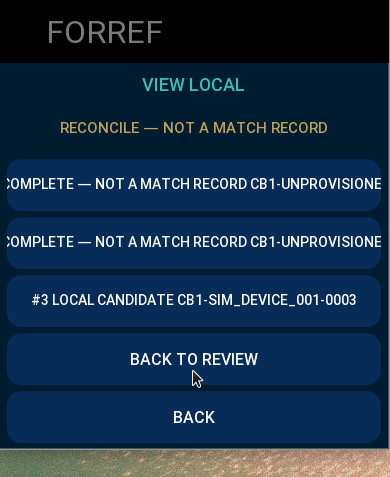 FORREF
VIEW LOCAL
RECONCILE — NOT A MATCH RECORD
COMPLETE — NOT A MATCH RECORD CB1-UNPROVISIONE
COMPLETE — NOT A MATCH RECORD CB1-UNPROVISIONE
#3 LOCAL CANDIDATE CB1-SIM_DEVICE_001-0003
BACK TO REVIEW
BACK